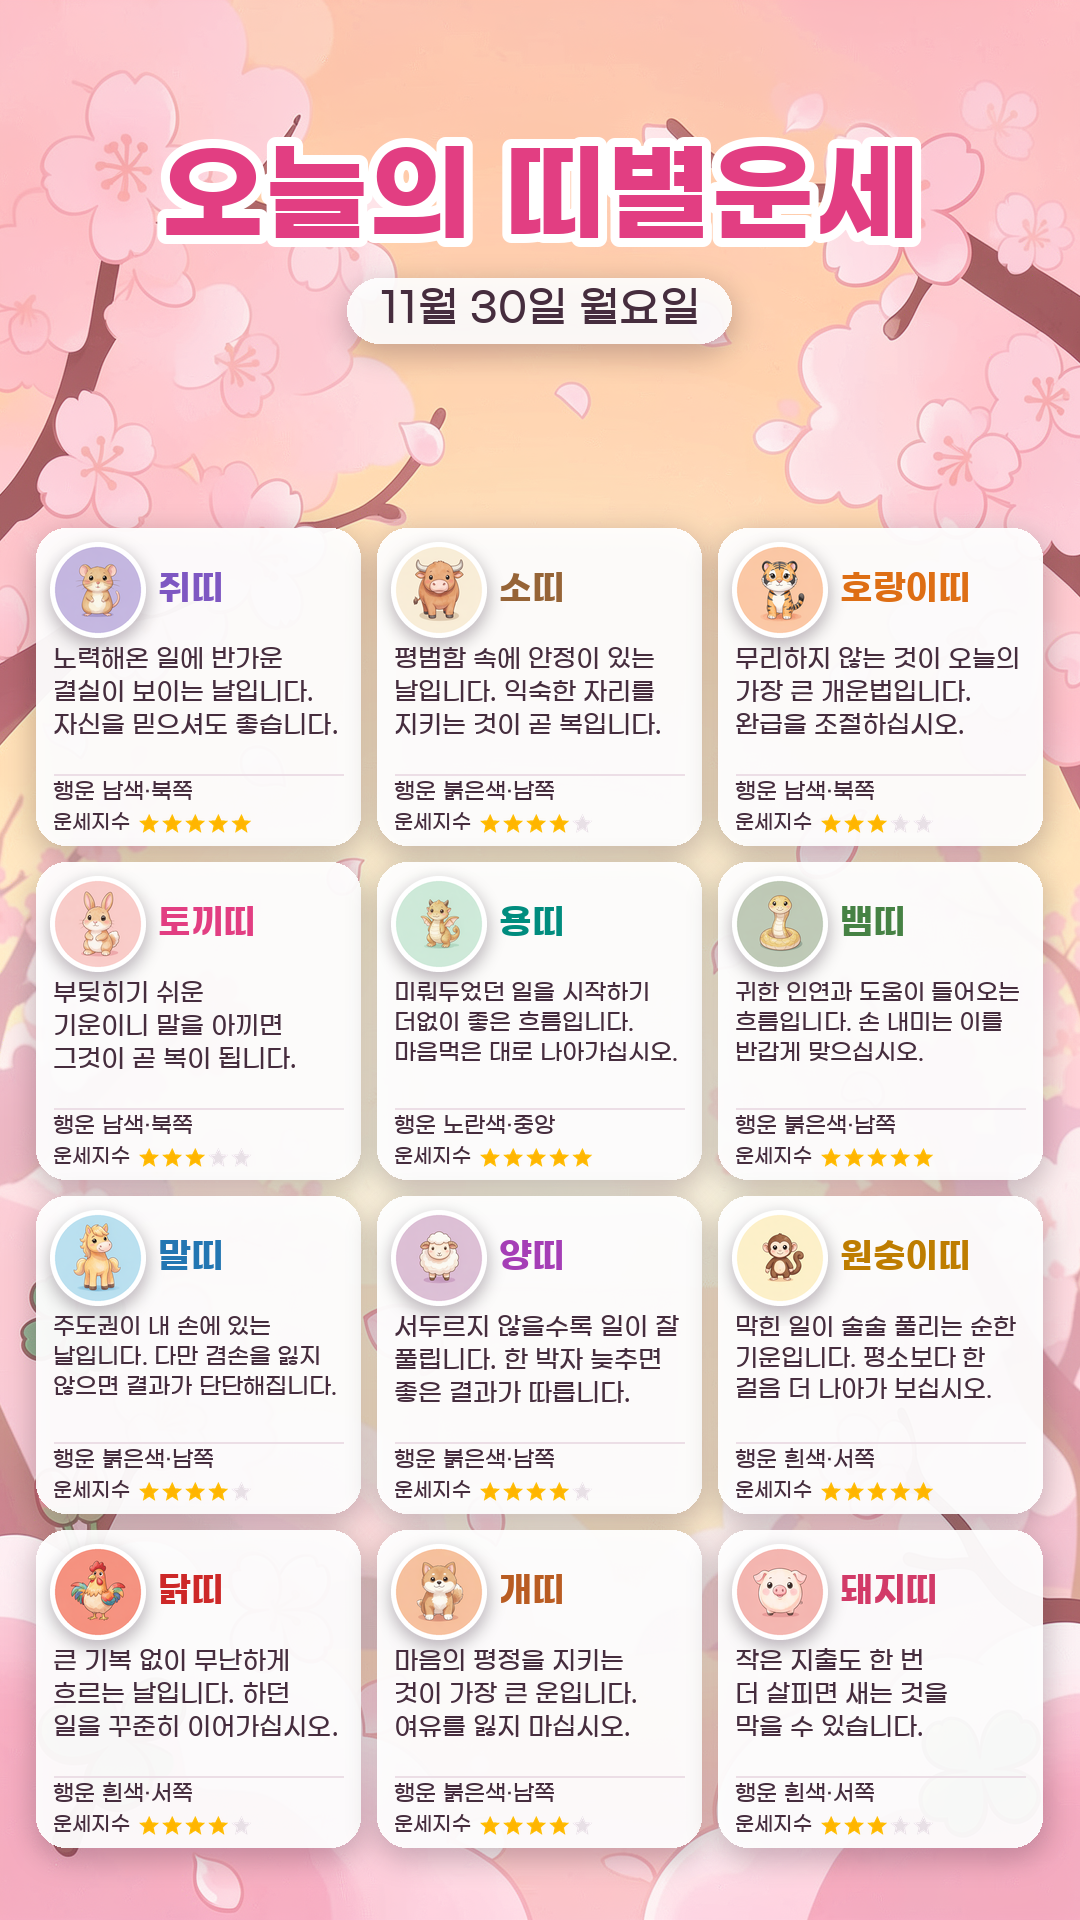 오늘의 띠별운세
11월 30일 월요일
쥐띠
노력해온 일에 반가운
결실이 보이는 날입니다.
자신을 믿으셔도 좋습니다.
행운 남색·북쪽
운세지수 ★★★★★
소띠
평범함 속에 안정이 있는
날입니다. 익숙한 자리를
지키는 것이 곧 복입니다.
행운 붉은색·남쪽
운세지수 ★★★★★
호랑이띠
무리하지 않는 것이 오늘의
가장 큰 개운법입니다.
완급을 조절하십시오.
행운 남색·북쪽
운세지수 ★★★★★
토끼띠
부딪히기 쉬운
기운이니 말을 아끼면
그것이 곧 복이 됩니다.
행운 남색·북쪽
운세지수 ★★★★★
용띠
미뤄두었던 일을 시작하기
더없이 좋은 흐름입니다.
마음먹은 대로 나아가십시오.
행운 노란색·중앙
운세지수 ★★★★★
뱀띠
귀한 인연과 도움이 들어오는
흐름입니다. 손 내미는 이를
반갑게 맞으십시오.
행운 붉은색·남쪽
운세지수 ★★★★★
말띠
주도권이 내 손에 있는
날입니다. 다만 겸손을 잃지
않으면 결과가 단단해집니다.
행운 붉은색·남쪽
운세지수 ★★★★★
양띠
서두르지 않을수록 일이 잘
풀립니다. 한 박자 늦추면
좋은 결과가 따릅니다.
행운 붉은색·남쪽
운세지수 ★★★★★
원숭이띠
막힌 일이 술술 풀리는 순한
기운입니다. 평소보다 한
걸음 더 나아가 보십시오.
행운 흰색·서쪽
운세지수 ★★★★★
닭띠
큰 기복 없이 무난하게
흐르는 날입니다. 하던
일을 꾸준히 이어가십시오.
행운 흰색·서쪽
운세지수 ★★★★★
개띠
마음의 평정을 지키는
것이 가장 큰 운입니다.
여유를 잃지 마십시오.
행운 붉은색·남쪽
운세지수 ★★★★★
돼지띠
작은 지출도 한 번
더 살피면 새는 것을
막을 수 있습니다.
행운 흰색·서쪽
운세지수 ★★★★★